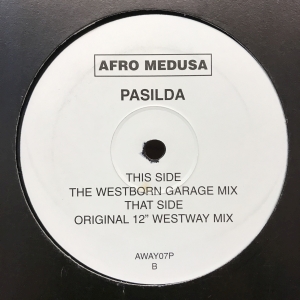 AFRO MEDUSA
PASILDA
THIS SIDE
THE WESTBORN GARAGE MIX
THAT SIDE
ORIGINAL 12" WESTWAY MIX
AWAY07P
B